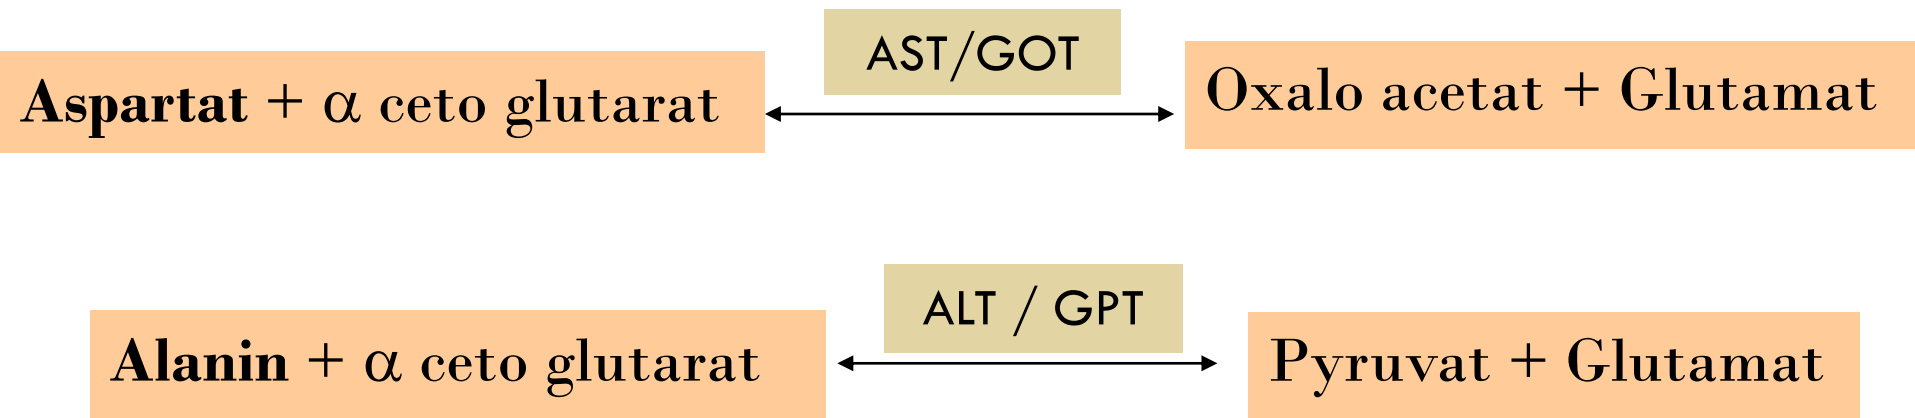 AST/GOT
Aspartat + α ceto glutarat
Oxalo acetat + Glutamat
ALT / GPT
Alanin + α ceto glutarat
Pyruvat + Glutamat